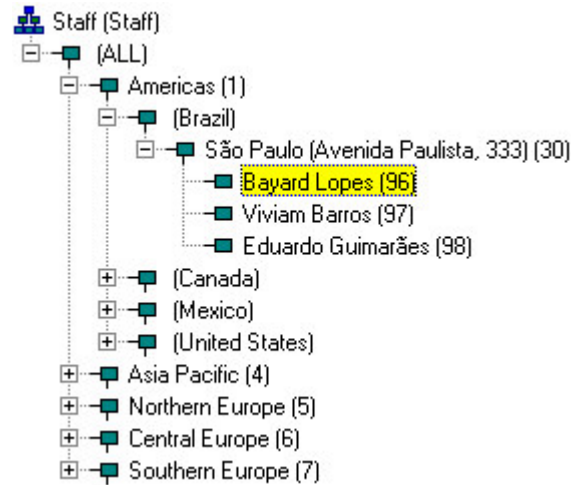 Staff (Staff)
(ALL)
Americas (1)
(Brazil)
São Paulo (Avenida Paulista, 333) (30)
Bayard Lopes (96)
Viviam Barros (97)
Eduardo Guimarães (98)
(Canada)
(Mexico)
(United States)
Asia Pacific (4)
Northern Europe (5)
Central Europe (6)
Southern Europe (7)